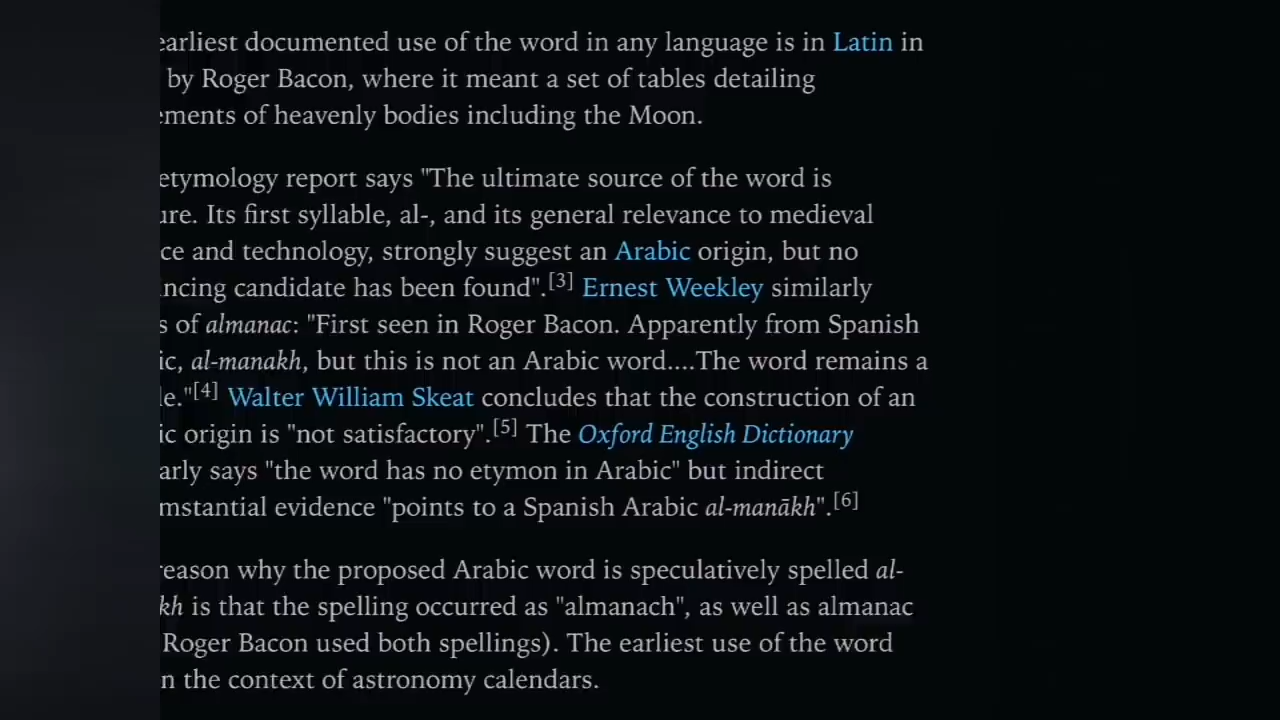 earliest documented use of the word in any language is in Latin in
by Roger Bacon, where it meant a set of tables detailing
ements of heavenly bodies including the Moon.
etymology report says "The ultimate source of the word is
ure. Its first syllable, al-, and its general relevance to medieval
ce and technology, strongly suggest an Arabic origin, but no
ncing candidate has been found".[3] Ernest Weekley similarly
s of almanac: "First seen in Roger Bacon. Apparently from Spanish
ic, al-manakh, but this is not an Arabic word....The word remains a
le."[4] Walter William Skeat concludes that the construction of an
ic origin is "not satisfactory".[5] The Oxford English Dictionary
arly says "the word has no etymon in Arabic" but indirect
mstantial evidence "points to a Spanish Arabic al-manākh".[6]
reason why the proposed Arabic word is speculatively spelled al-
kh is that the spelling occurred as "almanach", as well as almanac
Roger Bacon used both spellings). The earliest use of the word
n the context of astronomy calendars.